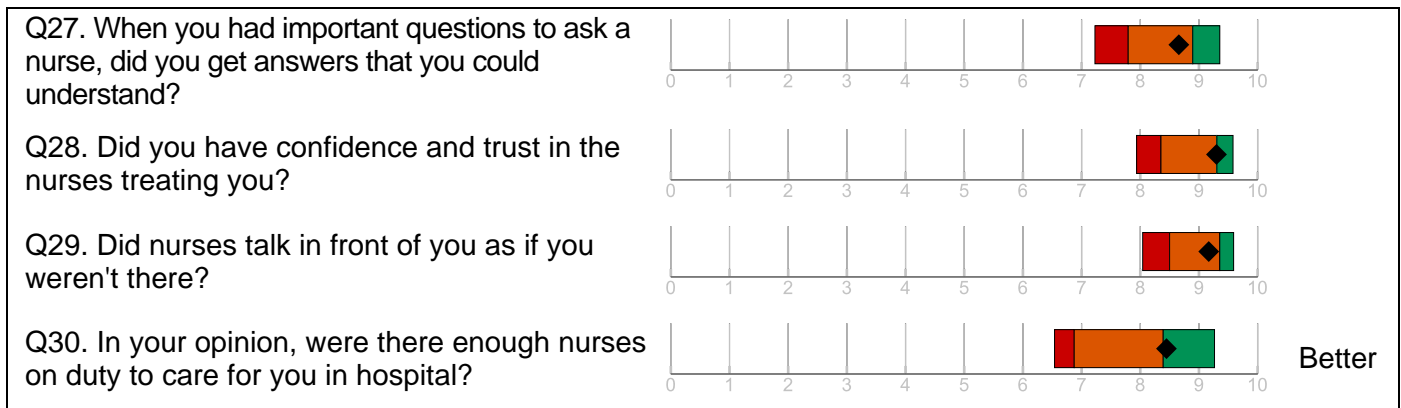 Q27. When you had important questions to ask a
nurse, did you get answers that you could
understand?
0 1 2 3 4 5 6 7 8 9 10
Q28. Did you have confidence and trust in the
nurses treating you?
0 1 2 3 4 5 6 7 8 9 10
Q29. Did nurses talk in front of you as if you
weren't there?
0 1 2 3 4 5 6 7 8 9 10
Q30. In your opinion, were there enough nurses
on duty to care for you in hospital?
Better
0 1 2 3 4 5 6 7 8 9 10